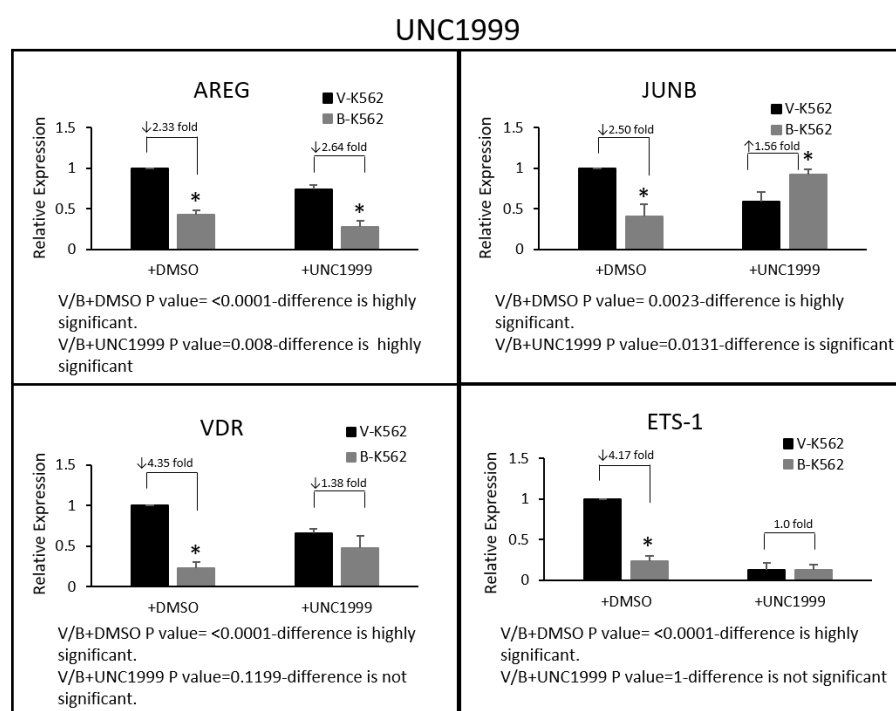 UNC1999
AREG
V-K562
B-K562
↓2.33 fold
↓2.64 fold
Relative Expression
1.5
1
0.5
0
*
*
+DMSO
+UNC1999
V/B+DMSO P value= <0.0001-difference is highly
significant.
V/B+UNC1999 P value=0.008-difference is highly
significant
JUNB
V-K562
B-K562
↓2.50 fold
↑1.56 fold
Relative Expression
1.5
1
0.5
0
*
*
+DMSO
+UNC1999
V/B+DMSO P value= 0.0023-difference is highly
significant.
V/B+UNC1999 P value=0.0131-difference is significant
VDR
V-K562
B-K562
↓4.35 fold
↓1.38 fold
Relative Expression
1.5
1
0.5
0
*
+DMSO
+UNC1999
V/B+DMSO P value= <0.0001-difference is highly
significant.
V/B+UNC1999 P value=0.1199-difference is not
significant.
ETS-1
V-K562
B-K562
↓4.17 fold
1.0 fold
Relative Expression
1.5
1
0.5
0
*
+DMSO
+UNC1999
V/B+DMSO P value= <0.0001-difference is highly
significant.
V/B+UNC1999 P value=1-difference is not significant